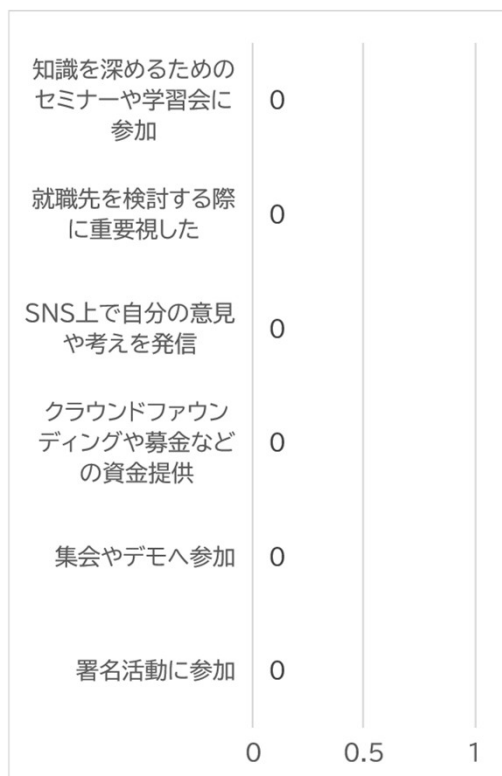 知識を深めるための
セミナーや学習会に
参加
0
就職先を検討する際
に重要視した
0
SNS上で自分の意見
や考えを発信
0
クラウンドファウン
ディングや募金など
の資金提供
0
集会やデモへ参加
0
署名活動に参加
0
0 0.5 1